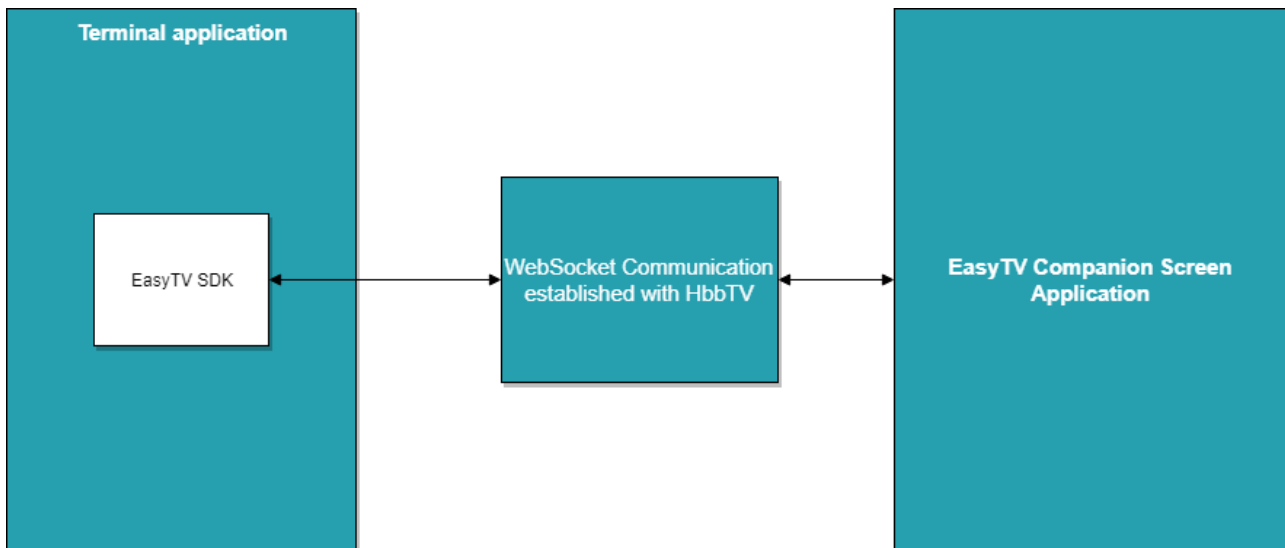 Terminal application
EasyTV SDK
WebSocket Communication
established with HbbTV
EasyTV Companion Screen
Application